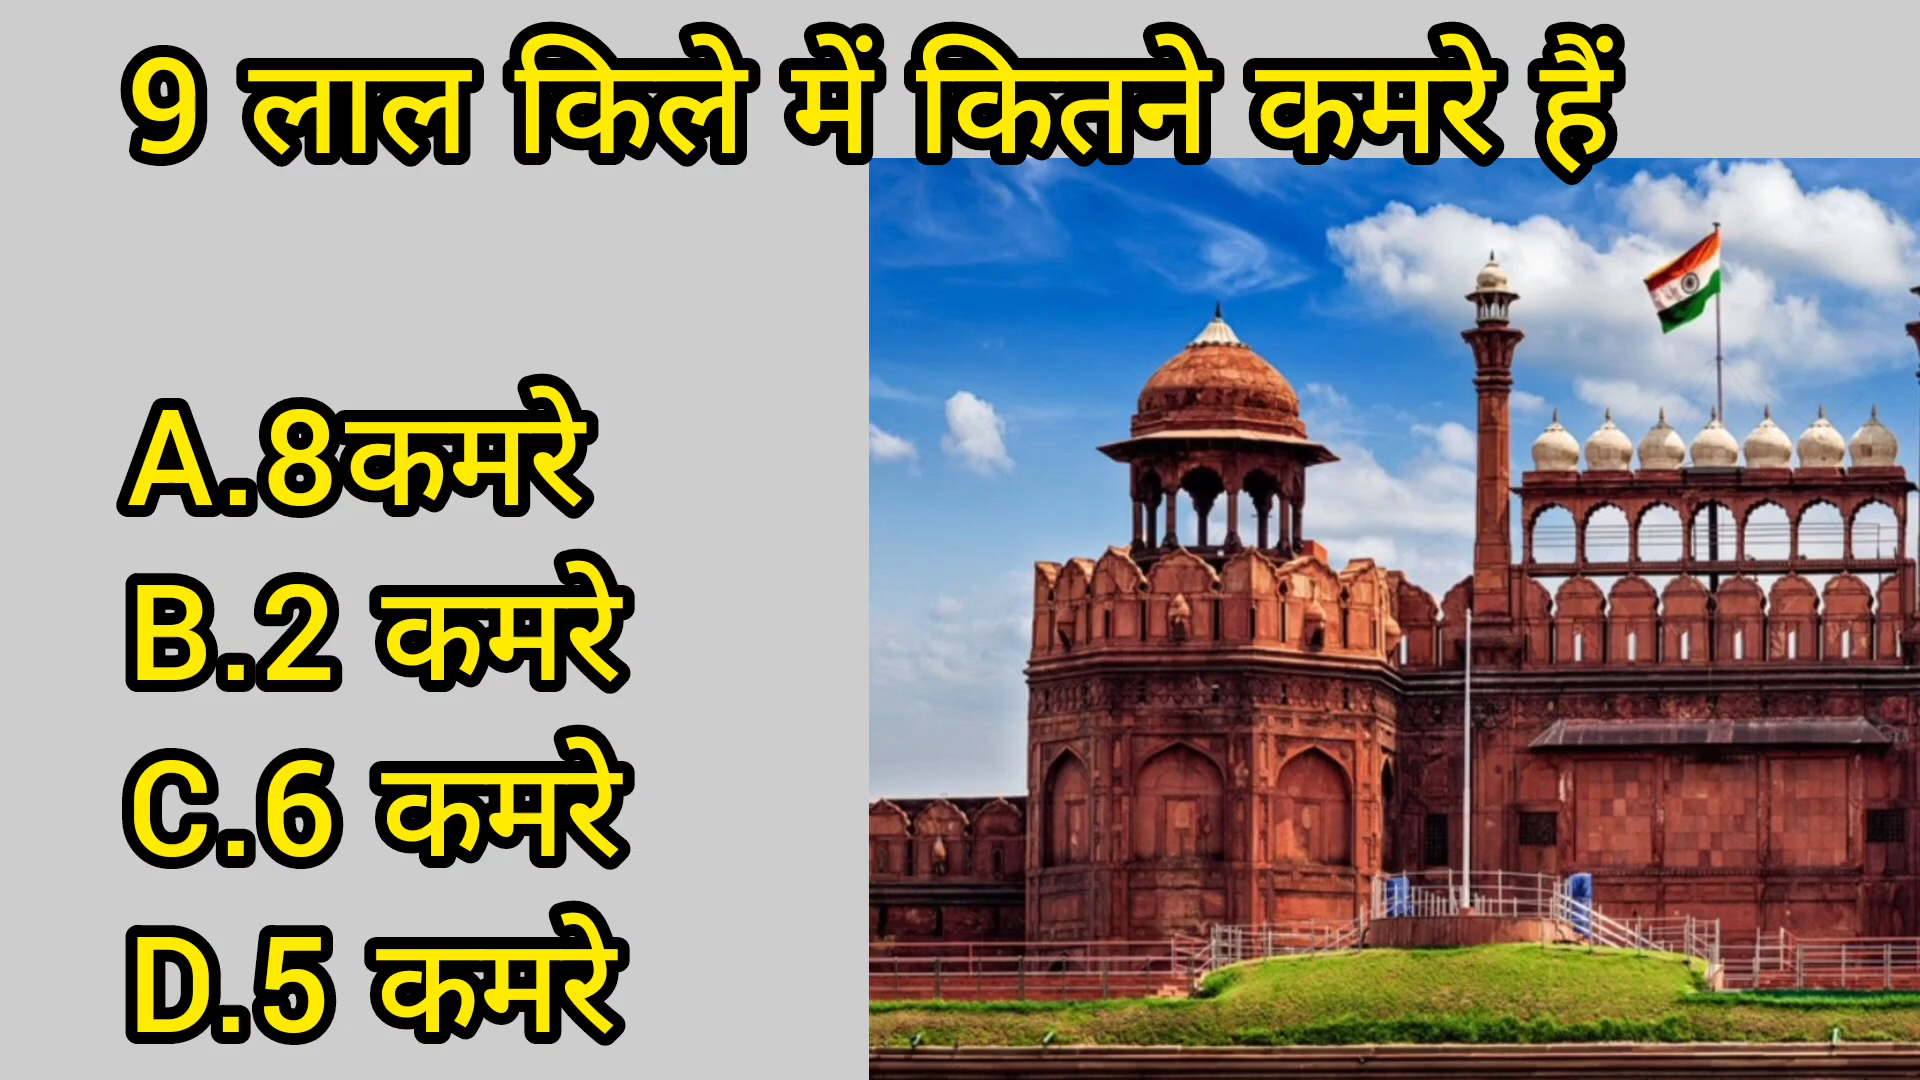 9 लाल किले में कितने कमरे हैं
A.8कमरे
B.2 कमरे
C.6 कमरे
D.5 कमरे